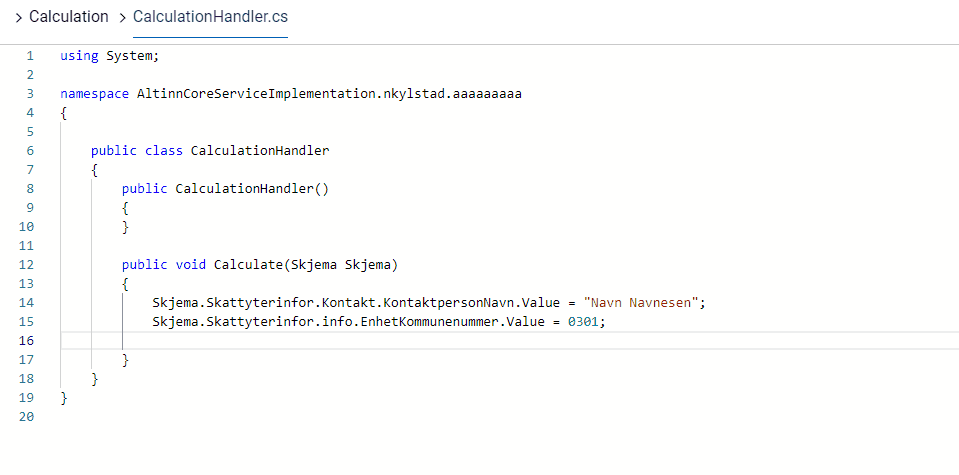 > Calculation > CalculationHandler.cs
1 using System;
2
3 namespace AltinnCoreServiceImplementation.nkylstad.aaaaaaaaa
4 {
5
6 public class CalculationHandler
7 {
8 public CalculationHandler()
9 {
10 }
11
12 public void Calculate(Skjema Skjema)
13 {
14 Skjema.Skattyterinfor.Kontakt.KontaktpersonNavn.Value = "Navn Navnesen";
15 Skjema.Skattyterinfor.info.EnhetKommunenummer.Value = 0301;
16
17 }
18 }
19 }
20